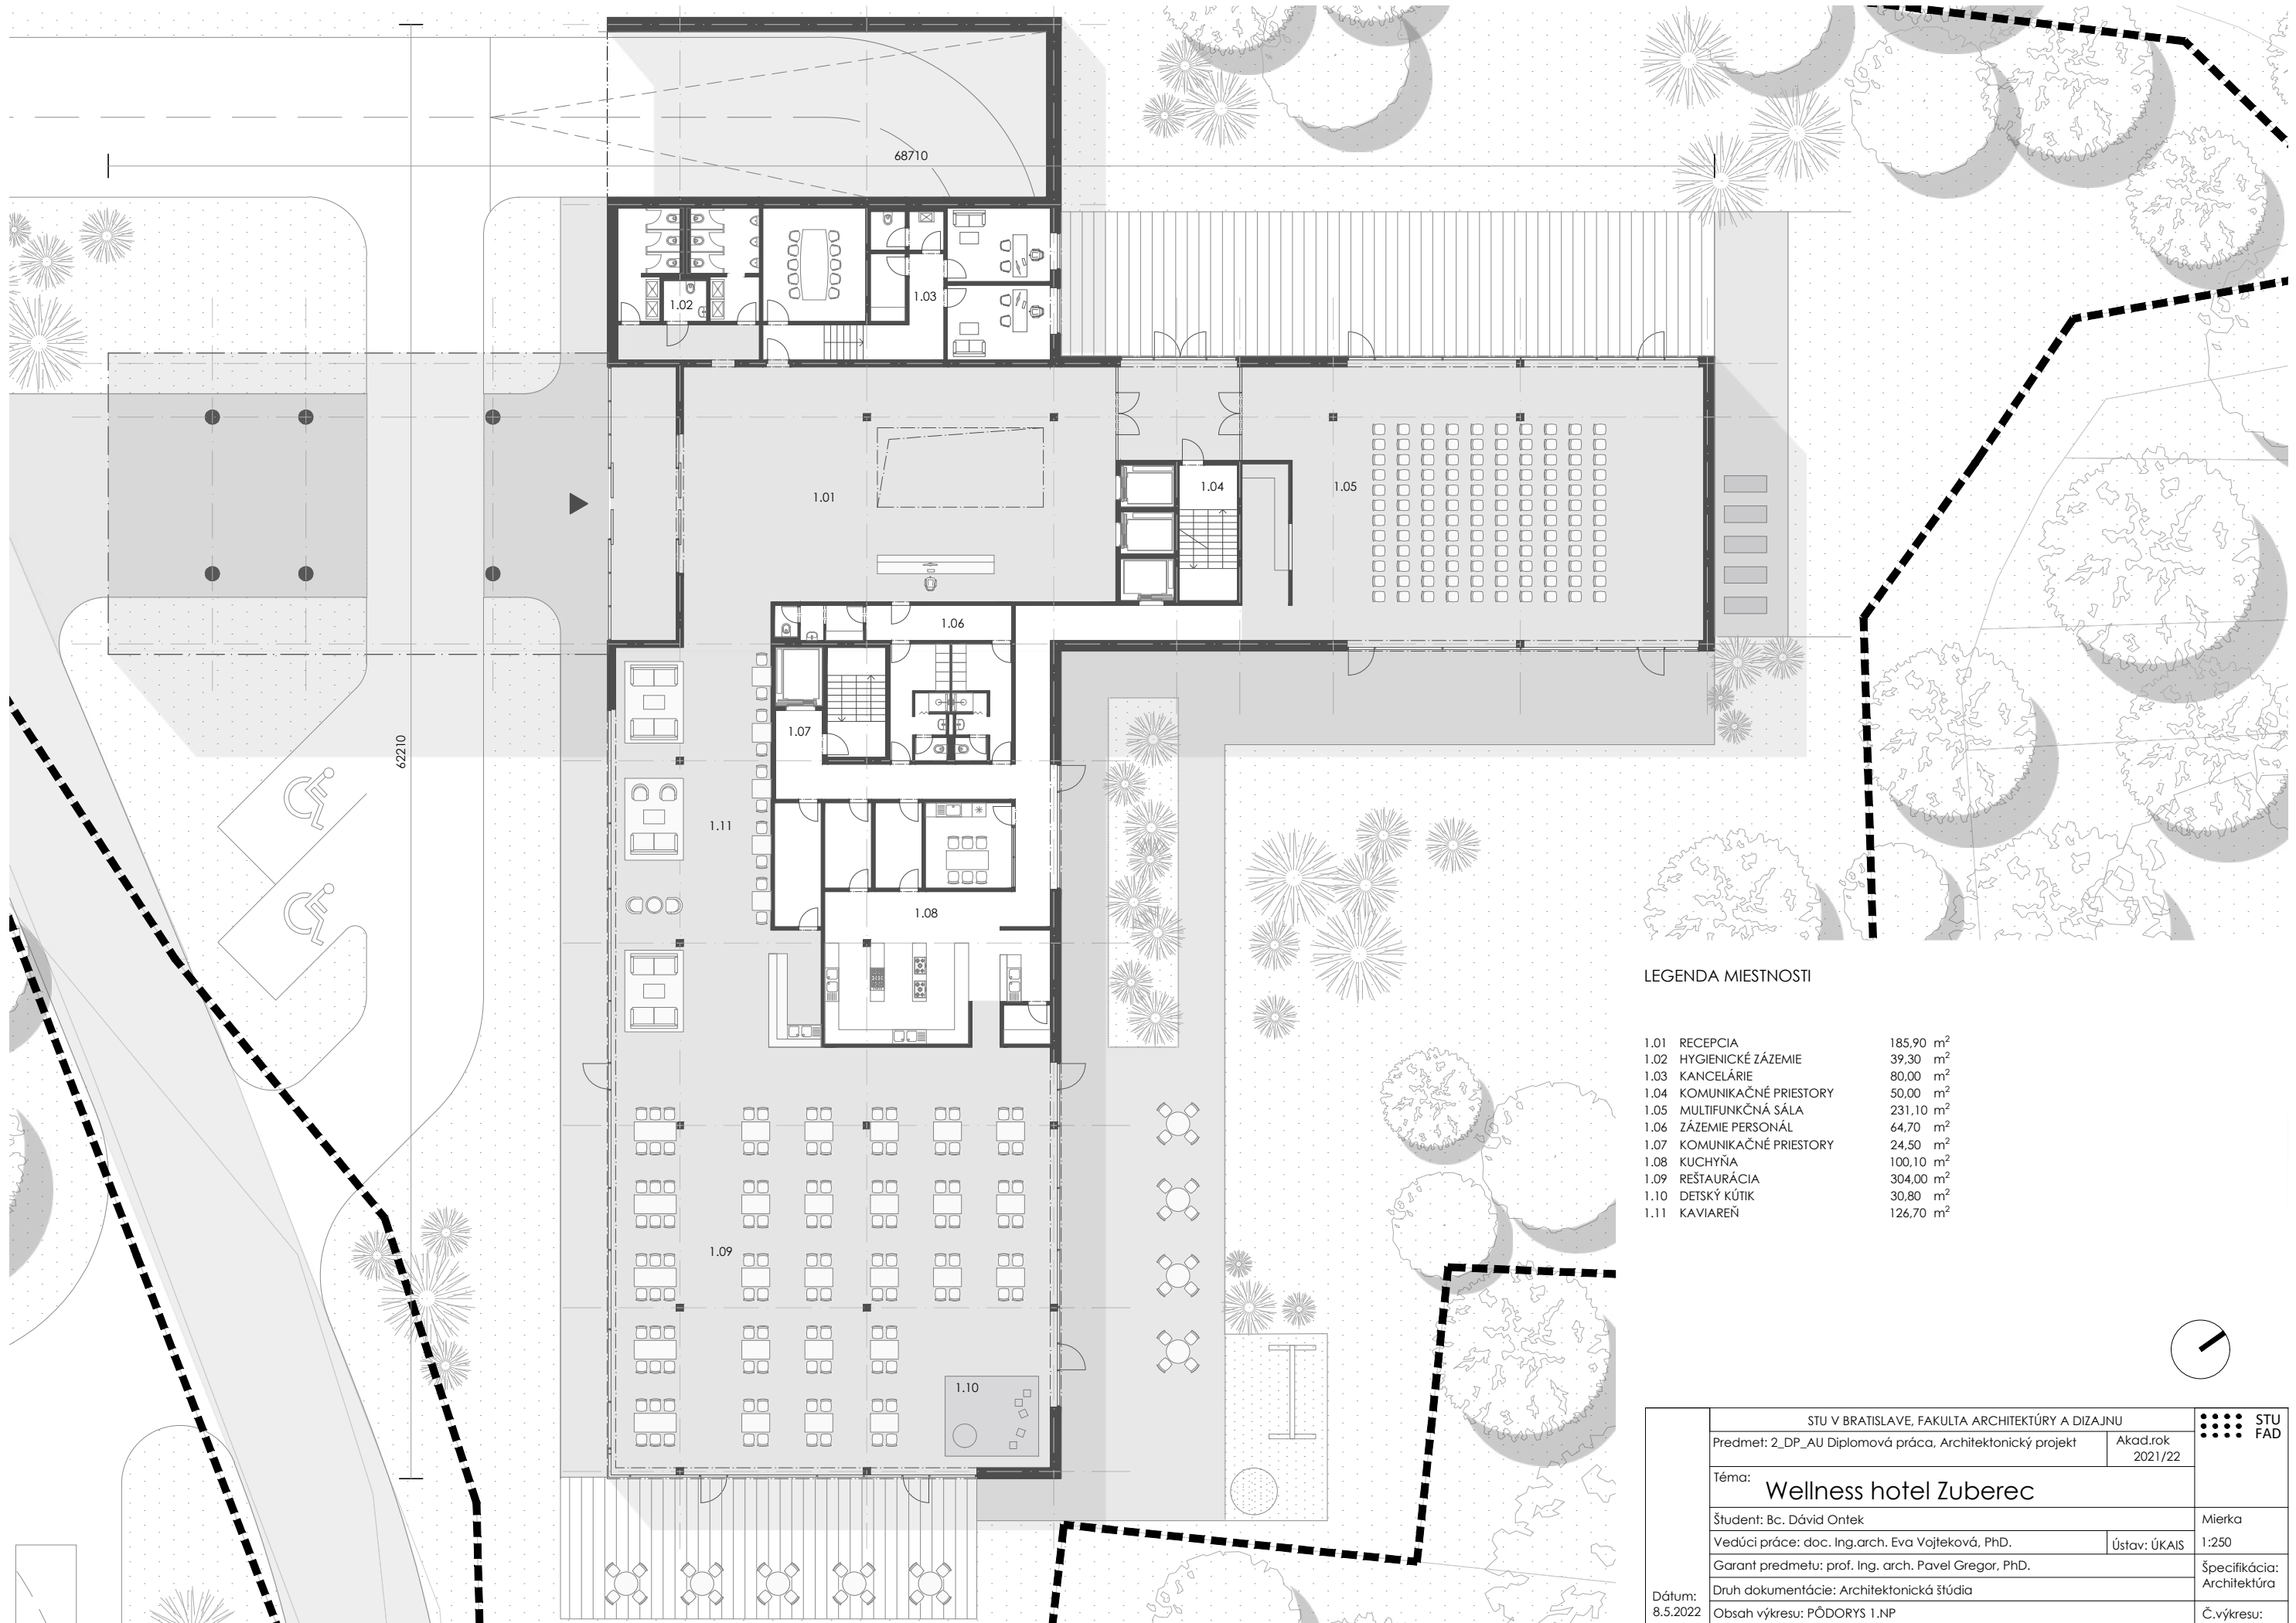 68710
1.02
1.03
1.01
1.04
1.05
1.06
1.07
62210
1.11
1.08
1.09
1.10
LEGENDA MIESTNOSTI
1.01 RECEPCIA 185,90 m²
1.02 HYGIENICKÉ ZÁZEMIE 39,30 m²
1.03 KANCELÁRIE 80,00 m²
1.04 KOMUNIKAČNÉ PRIESTORY 50,00 m²
1.05 MULTIFUNKČNÁ SÁLA 231,10 m²
1.06 ZÁZEMIE PERSONÁL 64,70 m²
1.07 KOMUNIKAČNÉ PRIESTORY 24,50 m²
1.08 KUCHYŇA 100,10 m²
1.09 REŠTAURÁCIA 304,00 m²
1.10 DETSKÝ KÚTIK 30,80 m²
1.11 KAVIAREŇ 126,70 m²
STU V BRATISLAVE, FAKULTA ARCHITEKTÚRY A DIZAJNU
STU
FAD
Predmet: 2_DP_AU Diplomová práca, Architektonický projekt
Akad.rok
2021/22
Téma: Wellness hotel Zuberec
Študent: Bc. Dávid Ontek
Mierka
1:250
Vedúci práce: doc. Ing.arch. Eva Vojteková, PhD.
Ústav: ÚKAIS
Garant predmetu: prof. Ing. arch. Pavel Gregor, PhD.
Špecifikácia:
Architektúra
Druh dokumentácie: Architektonická štúdia
Dátum:
8.5.2022
Obsah výkresu: PÔDORYS 1.NP
Č.výkresu: